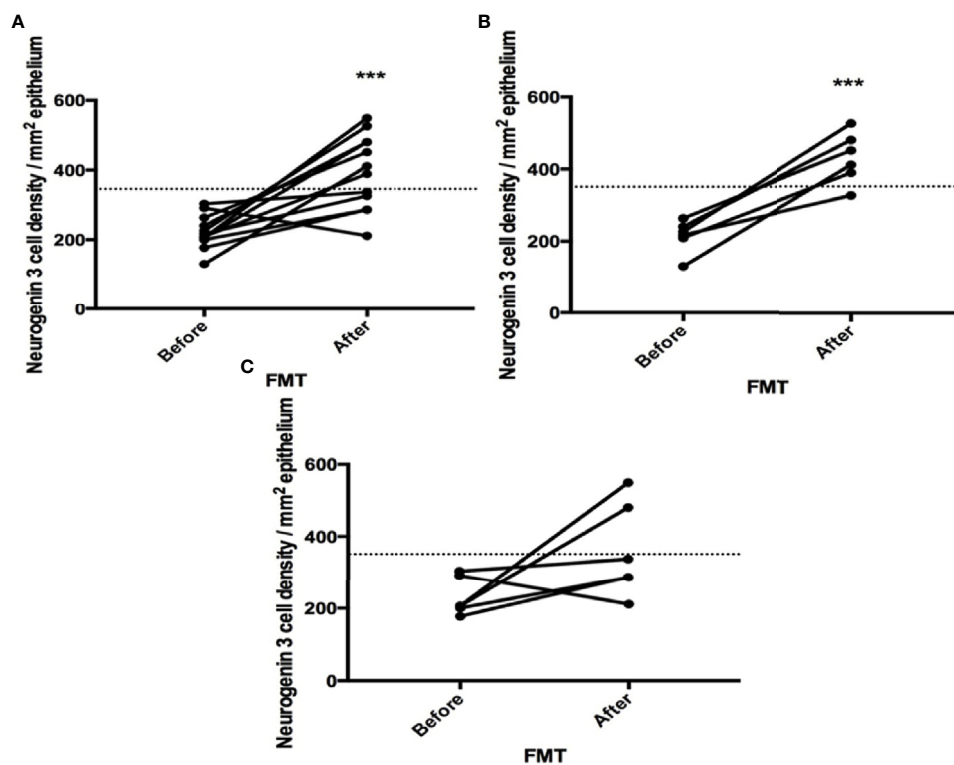 A
Neurogenin 3 cell density / mm² epithelium
***
600
400
200
0
Before
After
FMT
B
Neurogenin 3 cell density / mm² epithelium
***
600
400
200
0
Before
After
FMT
C
Neurogenin 3 cell density / mm² epithelium
600
400
200
0
Before
After
FMT